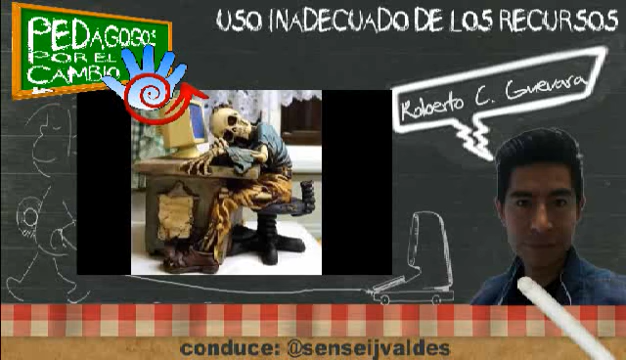 USO INADECUADO DE LOS RECURSOS
PEDAGOGOS
POR EL
CAMBIO
Roberto C. Guevara
conduce: @senseijvaldes